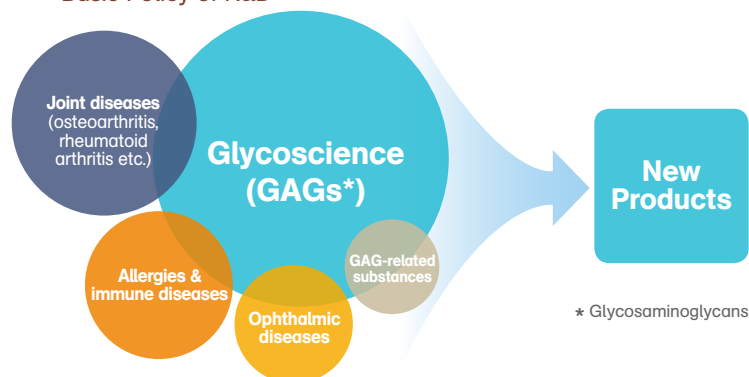 Basic Policy of R&D
Joint diseases
(osteoarthritis,
rheumatoid
arthritis etc.)
Glycoscience
(GAGs*)
GAG-related
substances
Allergies &
immune diseases
Ophthalmic
diseases
New
Products
* Glycosaminoglycans